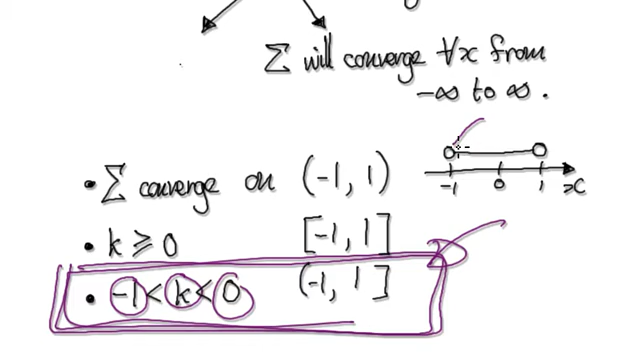 Σ will converge ∀x from
-∞ to ∞ .
• Σ converge on (-1, 1)
-1 0 1 x
• k ≥ 0 [-1, 1]
• -1 < k < 0 (-1, 1]